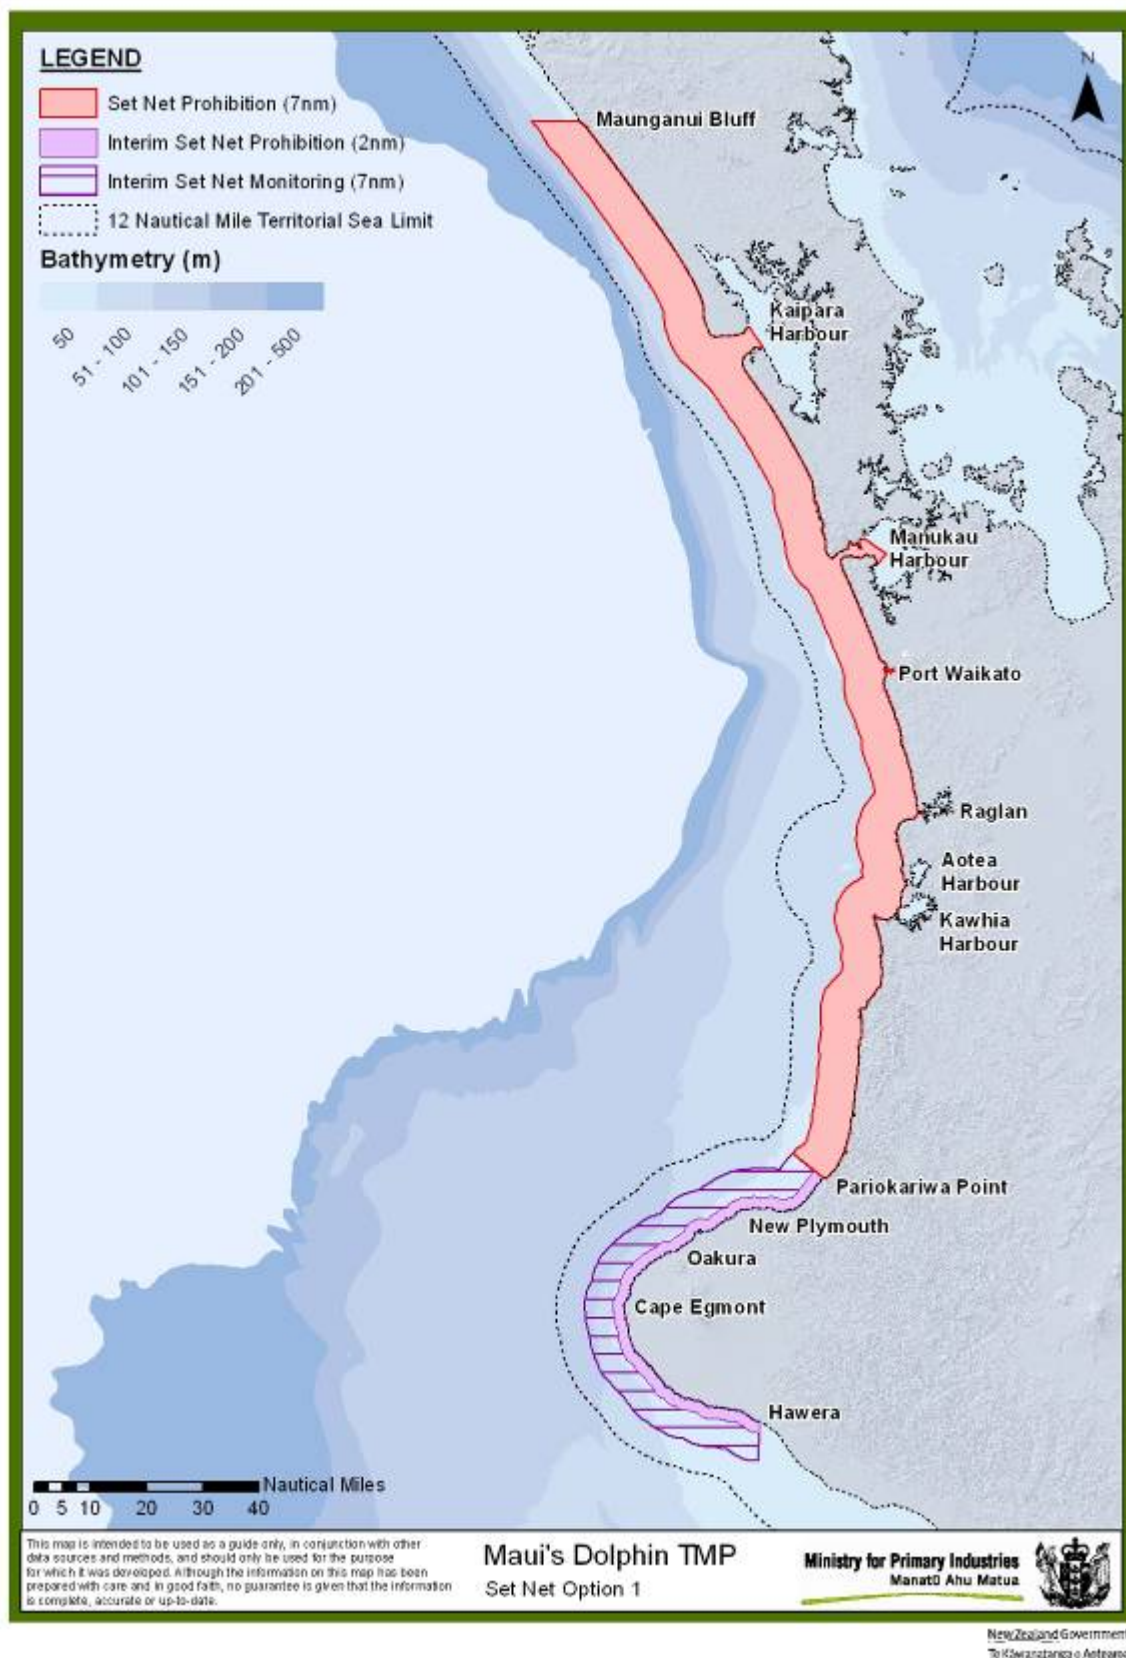 LEGEND
Set Net Prohibition (7nm)
Interim Set Net Prohibition (2nm)
Interim Set Net Monitoring (7nm)
12 Nautical Mile Territorial Sea Limit
Bathymetry (m)
50
51 - 100
101 - 150
151 - 200
201 - 500
N
Maunganui Bluff
Kaipara
Harbour
Manukau
Harbour
Port Waikato
Raglan
Aotea
Harbour
Kawhia
Harbour
Pariokariwa Point
New Plymouth
Oakura
Cape Egmont
Hawera
Nautical Miles
0 5 10 20 30 40
This map is intended to be used as a guide only, in conjunction with other
data sources and methods, and should only be used for the purpose
for which it was developed. Although the information on this map has been
prepared with care and in good faith, no guarantee is given that the information
is complete, accurate or up-to-date.
Maui's Dolphin TMP
Set Net Option 1
Ministry for Primary Industries
Manatū Ahu Matua
New Zealand Government
Te Kāwanatanga o Aotearoa